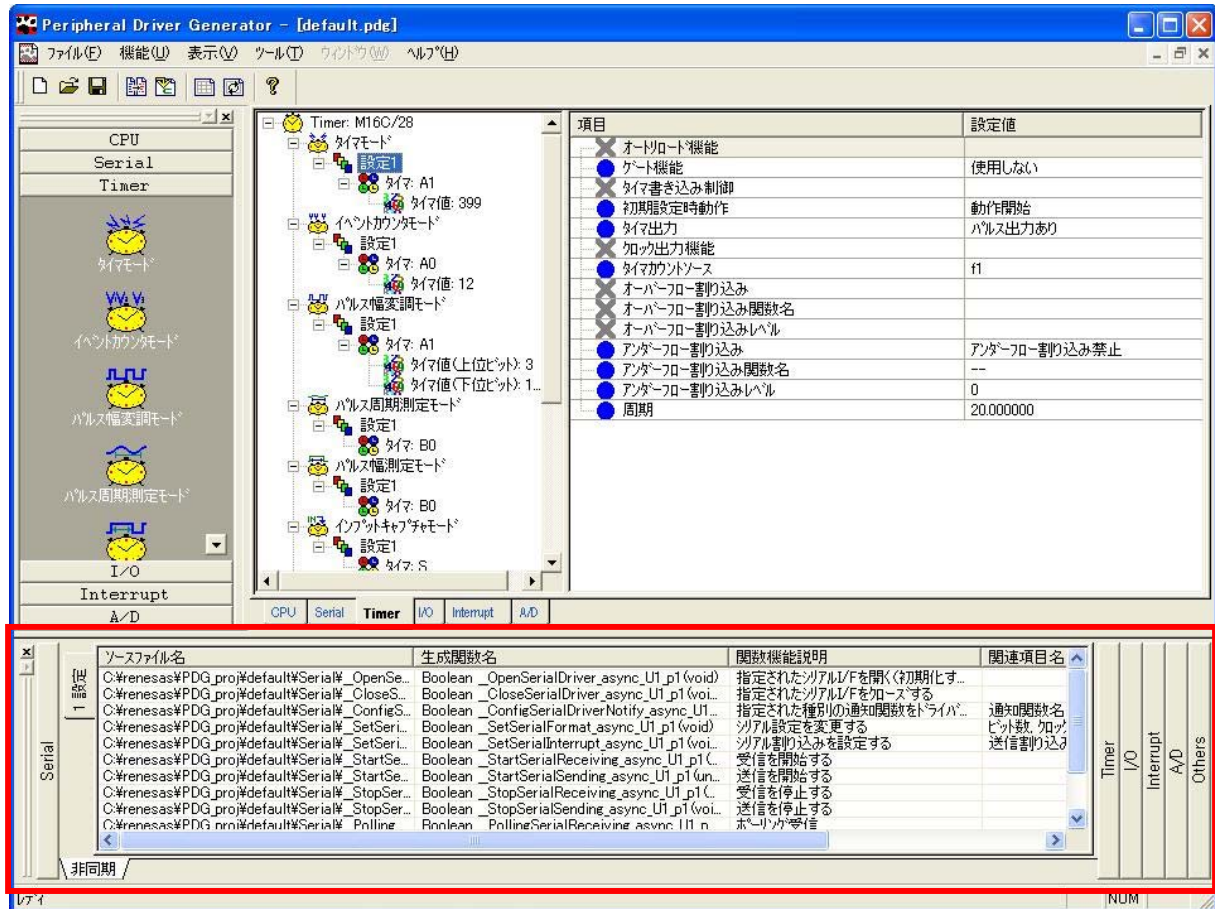 Peripheral Driver Generator - [default.pdg]
ファイル(F) 機能(U) 表示(V) ツール(T) ウィンドウ(W) ヘルプ(H)
CPU
Serial
Timer
タイマモード
イベントカウンタモード
パルス幅変調モード
パルス周期測定モード
I/O
Interrupt
A/D
Timer: M16C/28
タイマモード
設定1
タイマ: A1
タイマ値: 399
イベントカウンタモード
設定1
タイマ: A0
タイマ値: 12
パルス幅変調モード
設定1
タイマ: A1
タイマ値(上位ビット): 3
タイマ値(下位ビット): 1...
パルス周期測定モード
設定1
タイマ: B0
パルス幅測定モード
設定1
タイマ: B0
インプットキャプチャモード
設定1
タイマ: S
CPU Serial Timer I/O Interrupt A/D
項目 設定値
オートリロード機能
ゲート機能 使用しない
タイマ書き込み制御
初期設定時動作 動作開始
タイマ出力 パルス出力あり
クロック出力機能
タイマカウントソース f1
オーバーフロー割り込み
オーバーフロー割り込み関数名
オーバーフロー割り込みレベル
アンダーフロー割り込み アンダーフロー割り込み禁止
アンダーフロー割り込み関数名 --
アンダーフロー割り込みレベル 0
周期 20.000000
Serial
設定1
ソースファイル名 生成関数名 関数機能説明 関連項目名
C:¥renesas¥PDG_proj¥default¥Serial¥_OpenSe... Boolean _OpenSerialDriver_async_U1_p1(void) 指定されたシリアルI/Fを開く(初期化す...
C:¥renesas¥PDG_proj¥default¥Serial¥_CloseS... Boolean _CloseSerialDriver_async_U1_p1(voi... 指定されたシリアルI/Fをクローズする
C:¥renesas¥PDG_proj¥default¥Serial¥_ConfigS... Boolean _ConfigSerialDriverNotify_async_U1... 指定された種別の通知関数をドライバ... 通知関数名
C:¥renesas¥PDG_proj¥default¥Serial¥_SetSeri... Boolean _SetSerialFormat_async_U1_p1(void) シリアル設定を変更する ビット数, クロッ
C:¥renesas¥PDG_proj¥default¥Serial¥_SetSeri... Boolean _SetSerialInterrupt_async_U1_p1(voi... シリアル割り込みを設定する 送信割り込み
C:¥renesas¥PDG_proj¥default¥Serial¥_StartSe... Boolean _StartSerialReceiving_async_U1_p1(... 受信を開始する
C:¥renesas¥PDG_proj¥default¥Serial¥_StartSe... Boolean _StartSerialSending_async_U1_p1(un... 送信を開始する
C:¥renesas¥PDG_proj¥default¥Serial¥_StopSer... Boolean _StopSerialReceiving_async_U1_p1(... 受信を停止する
C:¥renesas¥PDG_proj¥default¥Serial¥_StopSer... Boolean _StopSerialSending_async_U1_p1(voi... 送信を停止する
C:¥renesas¥PDG_proj¥default¥Serial¥_Polling... Boolean _PollingSerialReceiving_async_U1_p... ポーリング受信
非同期
Timer
I/O
Interrupt
A/D
Others
レディ NUM